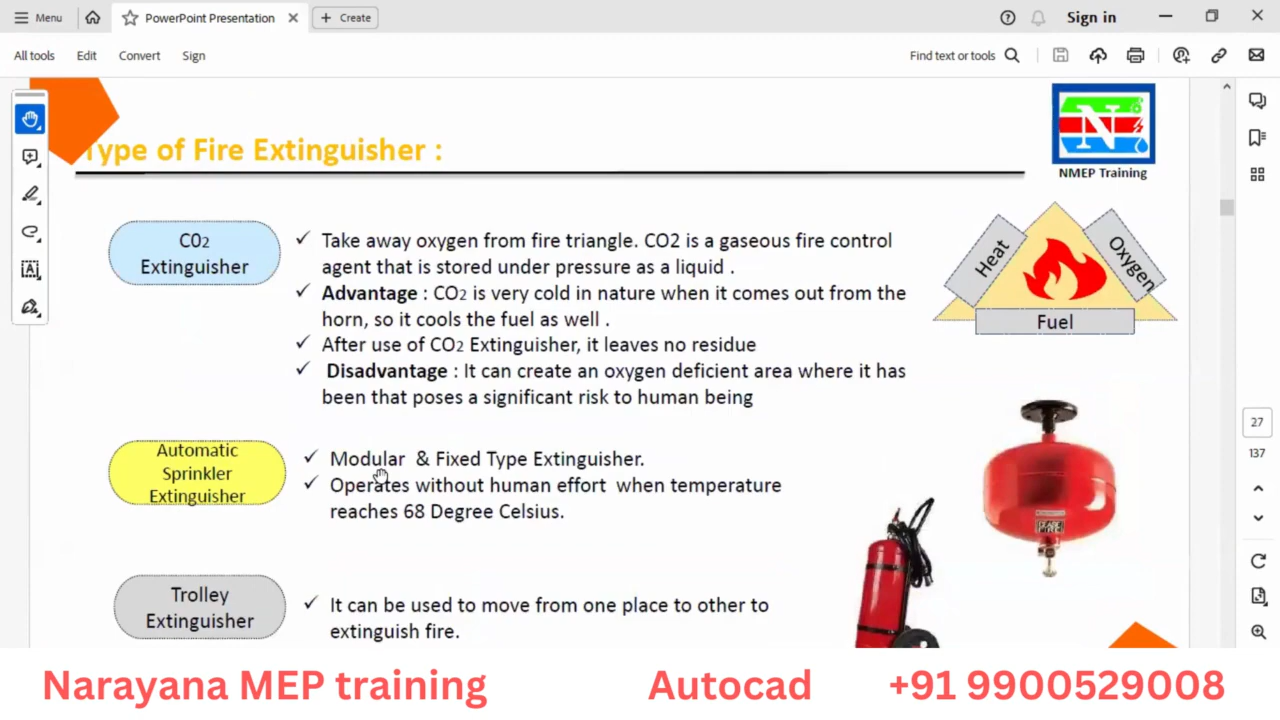 Menu
PowerPoint Presentation
Create
Sign in
All tools Edit Convert Sign
Find text or tools
Type of Fire Extinguisher :
N
NMEP Training
CO2
Extinguisher
Take away oxygen from fire triangle. CO2 is a gaseous fire control
agent that is stored under pressure as a liquid .
Advantage : CO2 is very cold in nature when it comes out from the
horn, so it cools the fuel as well .
After use of CO2 Extinguisher, it leaves no residue
Disadvantage : It can create an oxygen deficient area where it has
been that poses a significant risk to human being
Heat
Oxygen
Fuel
Automatic
Sprinkler
Extinguisher
Modular & Fixed Type Extinguisher.
Operates without human effort when temperature
reaches 68 Degree Celsius.
Trolley
Extinguisher
It can be used to move from one place to other to
extinguish fire.
27
137
Narayana MEP training Autocad +91 9900529008